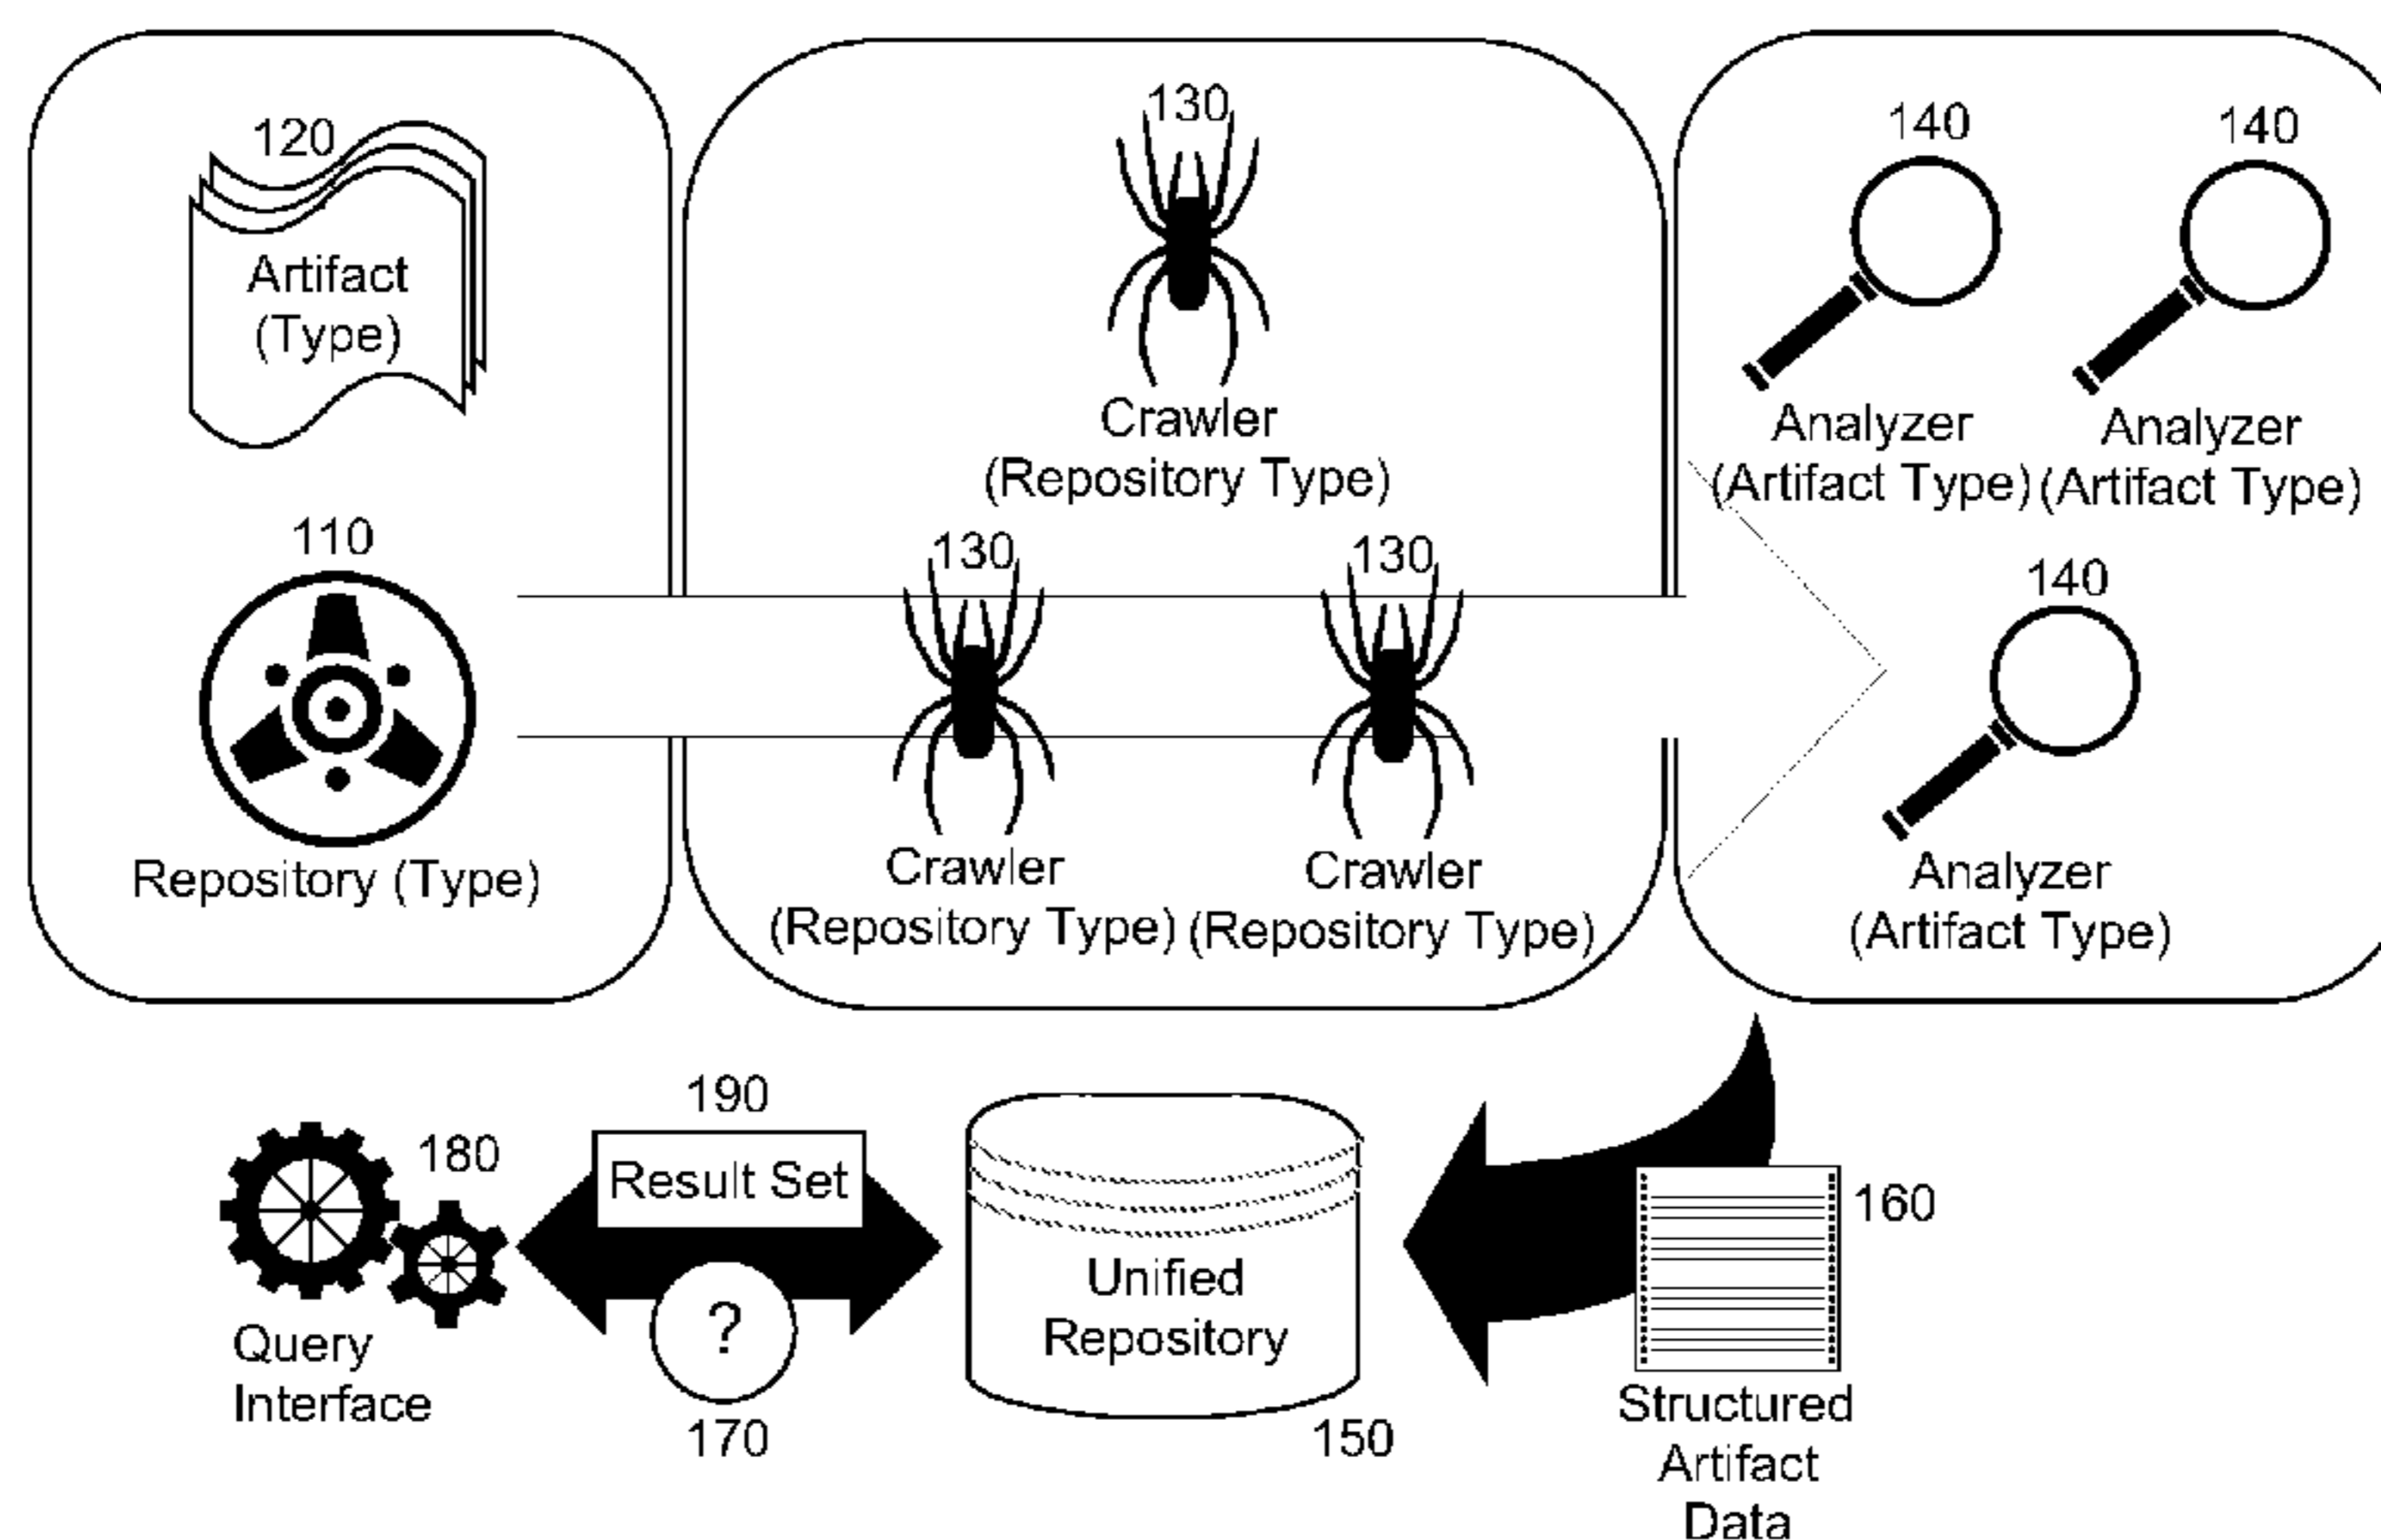 120
Artifact
(Type)
110
Repository (Type)
130
Crawler
(Repository Type)
130
130
Crawler
(Repository Type)
Crawler
(Repository Type)
140
140
Analyzer
(Artifact Type)
Analyzer
(Artifact Type)
140
Analyzer
(Artifact Type)
180
Query
Interface
190
Result Set
?
170
Unified
Repository
150
160
Structured
Artifact
Data